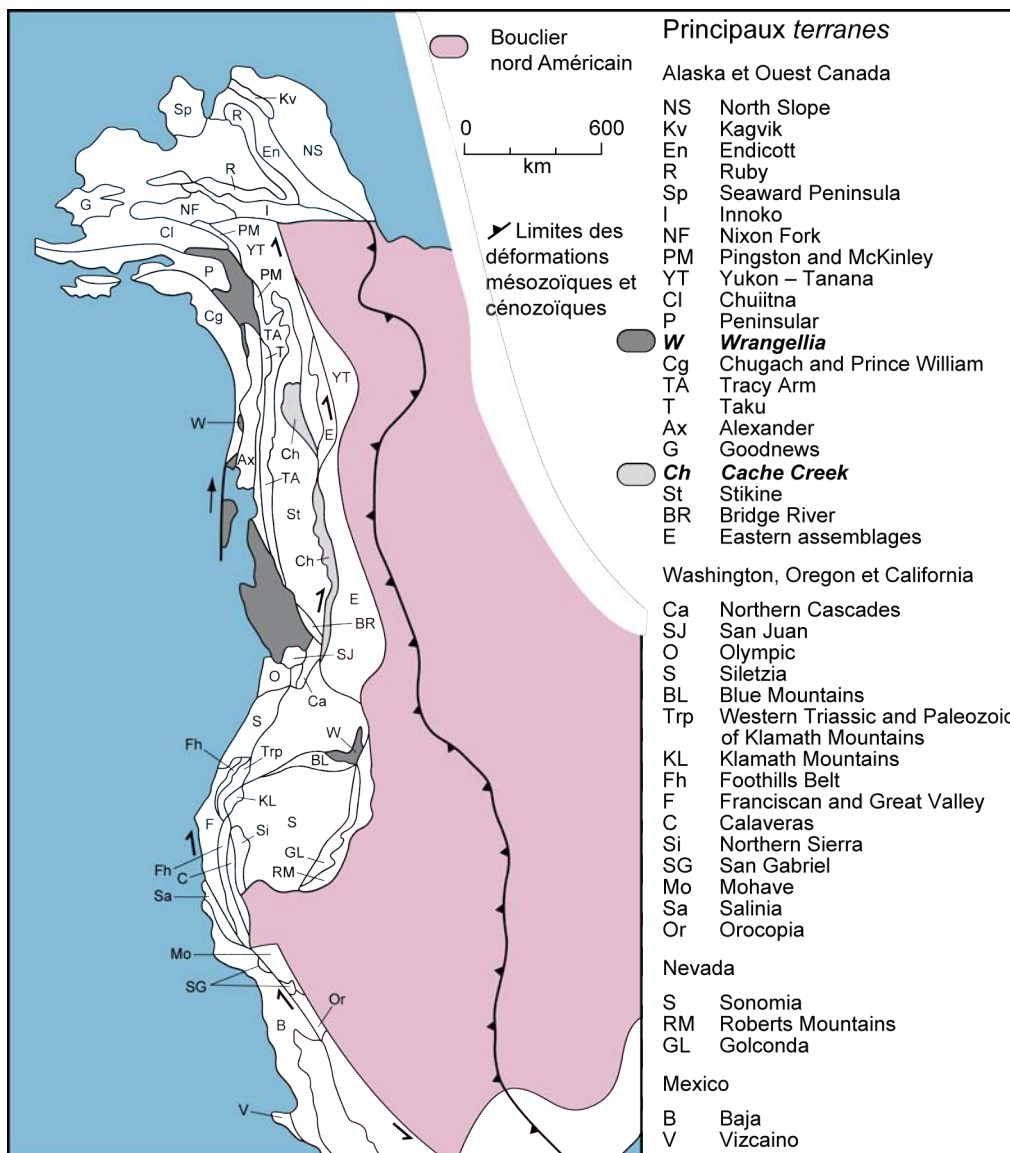 Bouclier
nord Américain
0 600
km
Limites des
déformations
mésozoïques et
cénozoïques
Principaux terranes
Alaska et Ouest Canada
NS North Slope
Kv Kagvik
En Endicott
R Ruby
Sp Seaward Peninsula
I Innoko
NF Nixon Fork
PM Pingston and McKinley
YT Yukon – Tanana
Cl Chuiitna
P Peninsular
W Wrangellia
Cg Chugach and Prince William
TA Tracy Arm
T Taku
Ax Alexander
G Goodnews
Ch Cache Creek
St Stikine
BR Bridge River
E Eastern assemblages
Washington, Oregon et California
Ca Northern Cascades
SJ San Juan
O Olympic
S Siletzia
BL Blue Mountains
Trp Western Triassic and Paleozoic
of Klamath Mountains
KL Klamath Mountains
Fh Foothills Belt
F Franciscan and Great Valley
C Calaveras
Si Northern Sierra
SG San Gabriel
Mo Mohave
Sa Salinia
Or Orocopia
Nevada
S Sonomia
RM Roberts Mountains
GL Golconda
Mexico
B Baja
V Vizcaino
Sp
Kv
R
En
NS
R
G
NF
I
Cl
PM
YT
P
PM
Cg
TA
T
YT
W
E
Ch
Ax
TA
St
Ch
E
BR
SJ
O
Ca
S
W
Fh
Trp
BL
KL
F
Si
S
GL
Fh
C
RM
Sa
Mo
SG
Or
B
V